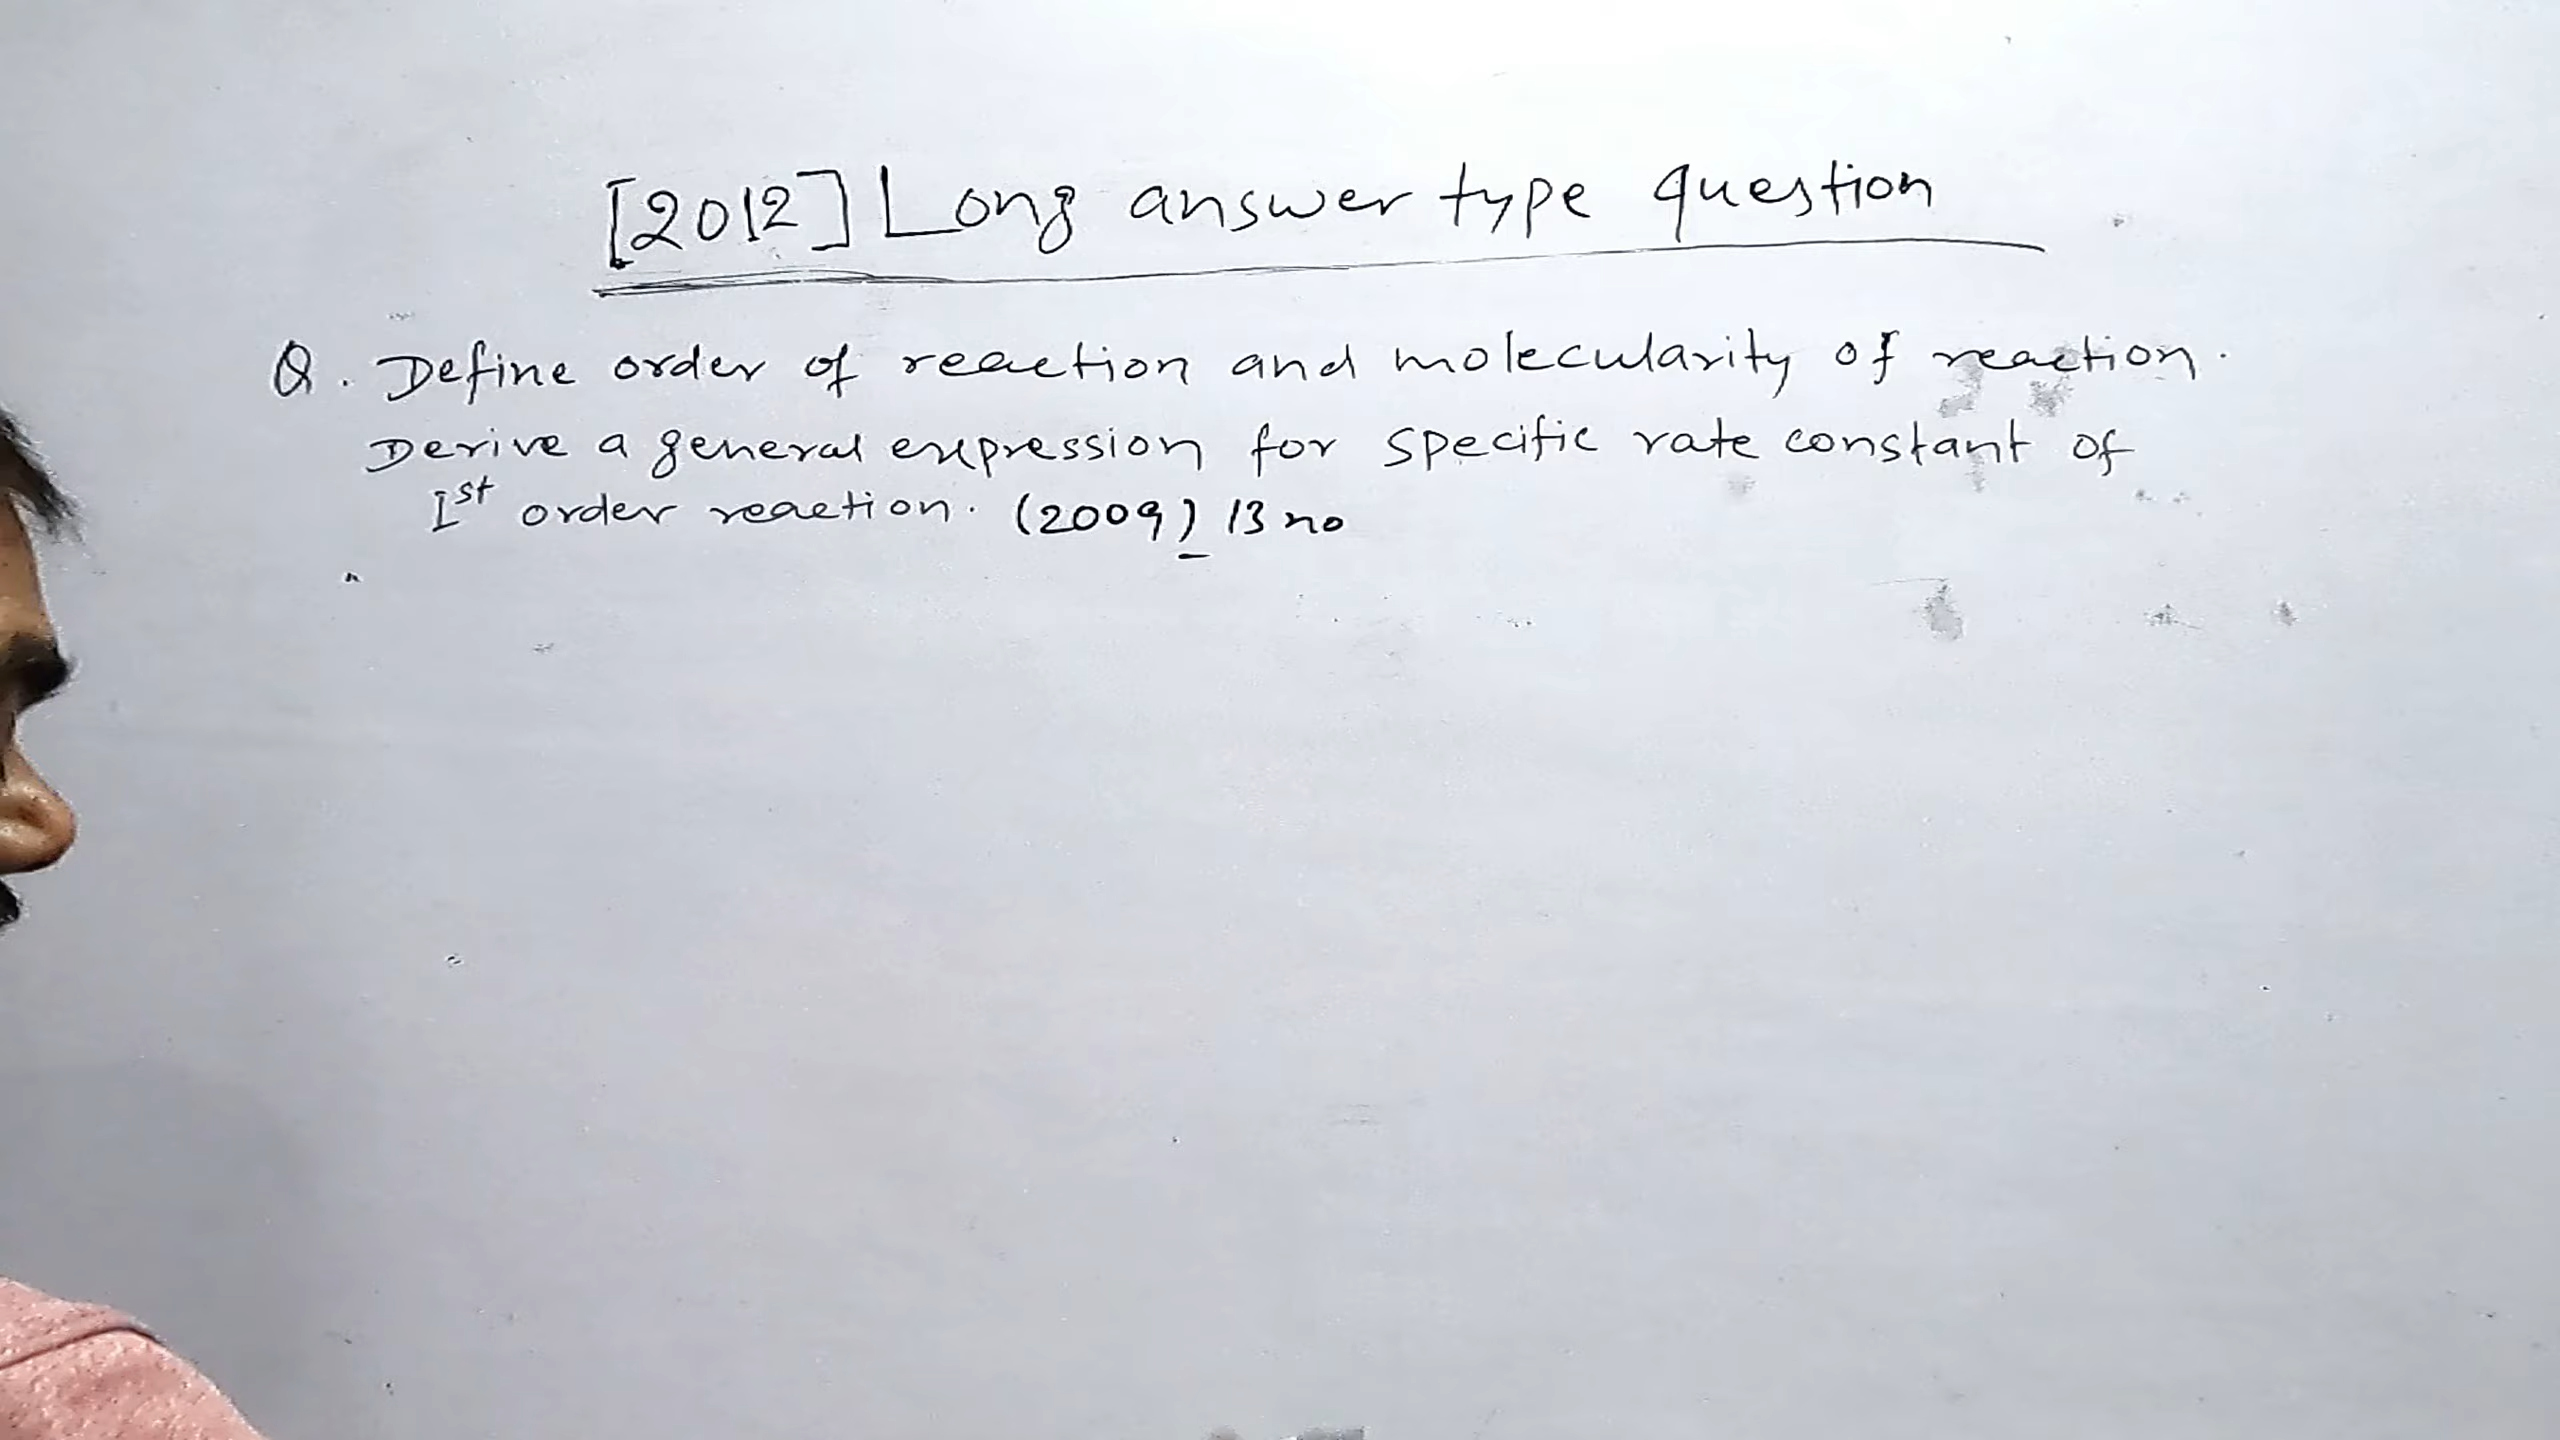 [2012] Long answer type question
Q. Define order of reaction and molecularity of reaction.
Derive a general expression for specific rate constant of
Ist order reaction. (2009) 13 no